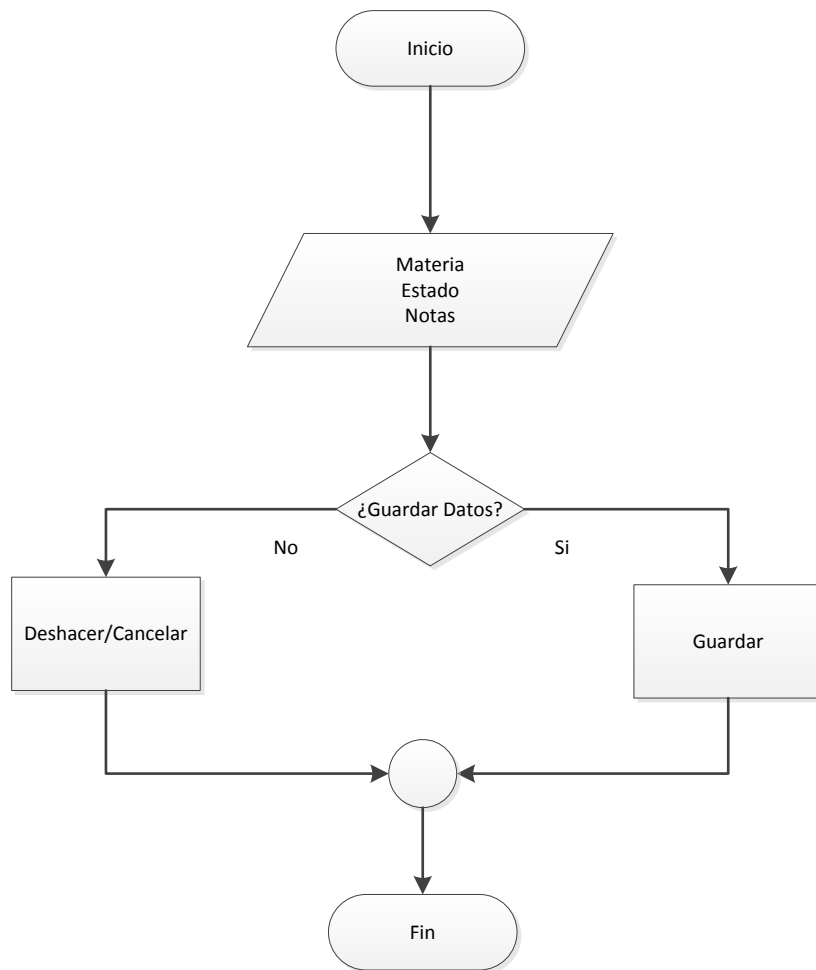 Inicio
Materia
Estado
Notas
¿Guardar Datos?
No
Si
Deshacer/Cancelar
Guardar
Fin